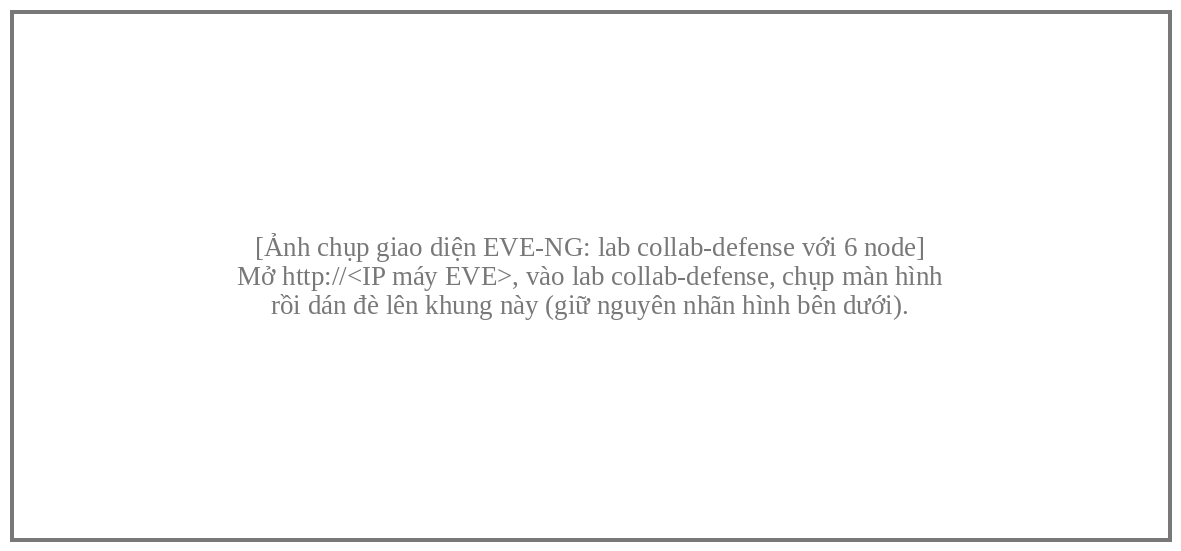 [Ảnh chụp giao diện EVE-NG: lab collab-defense với 6 node]
Mở http://<IP máy EVE>, vào lab collab-defense, chụp màn hình
rồi dán đè lên khung này (giữ nguyên nhãn hình bên dưới).